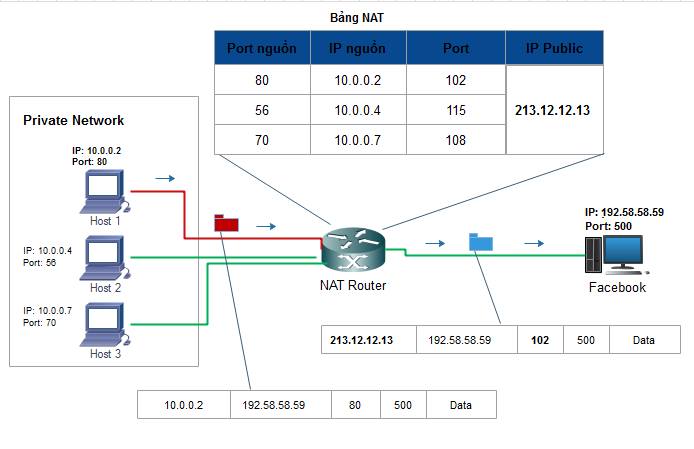 Bảng NAT
Port nguồn IP nguồn Port IP Public
80 10.0.0.2 102
56 10.0.0.4 115
213.12.12.13
70 10.0.0.7 108
Private Network
IP: 10.0.0.2
Port: 80
Host 1
IP: 10.0.0.4
Port: 56
Host 2
IP: 10.0.0.7
Port: 70
Host 3
NAT Router
IP: 192.58.58.59
Port: 500
Facebook
213.12.12.13 192.58.58.59 102 500 Data
10.0.0.2 192.58.58.59 80 500 Data